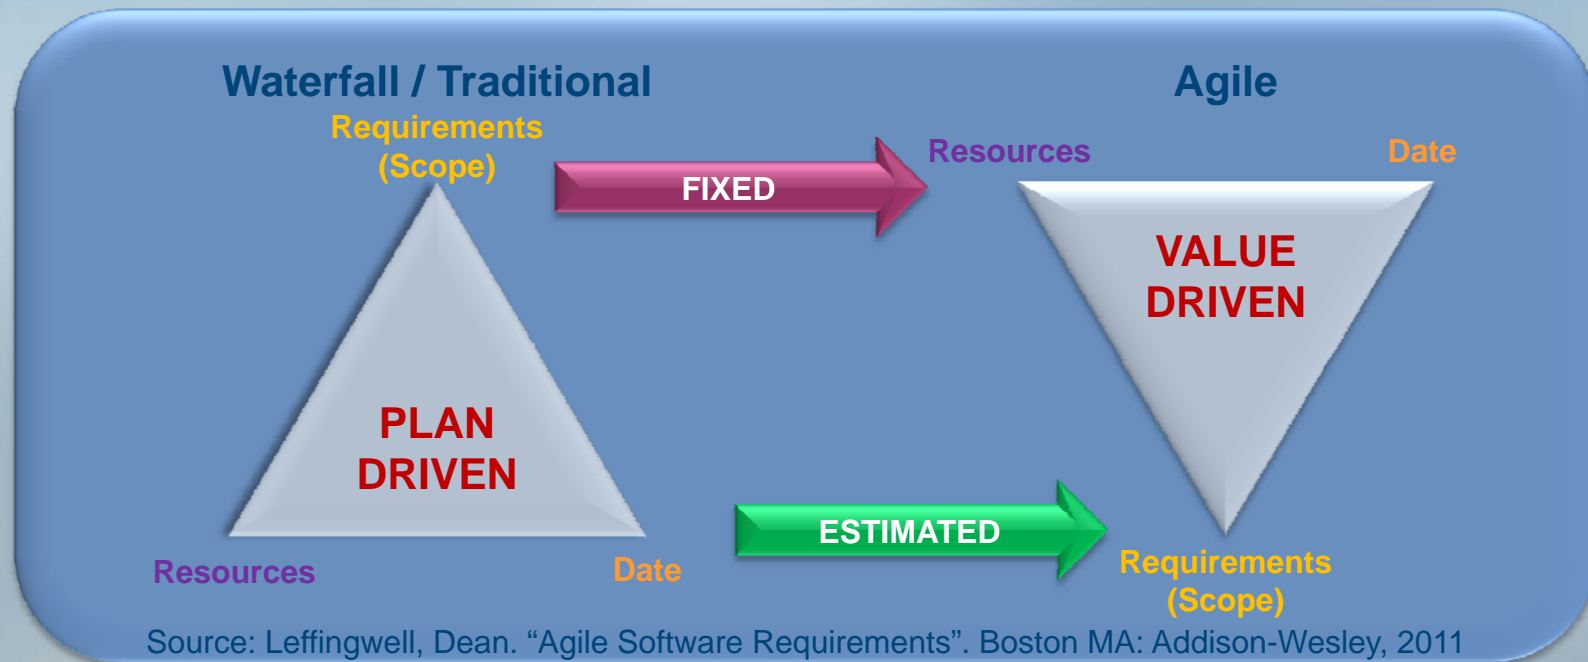 Waterfall / Traditional
Requirements
(Scope)
FIXED
PLAN
DRIVEN
Resources
Date
ESTIMATED
Agile
Resources
Date
VALUE
DRIVEN
Requirements
(Scope)
Source: Leffingwell, Dean. “Agile Software Requirements”. Boston MA: Addison-Wesley, 2011